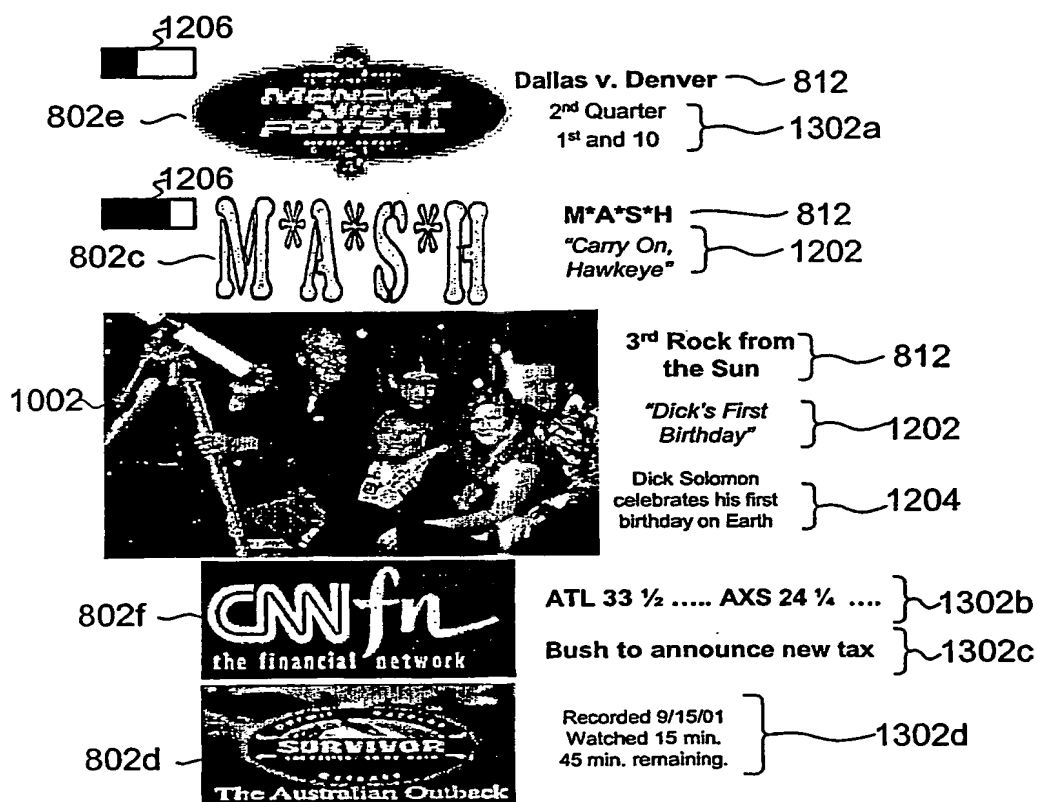 1206
802e
MONDAY
NIGHT
FOOTBALL
Dallas v. Denver
812
2nd Quarter
1st and 10
1302a
1206
802c
M*A*S*H
M*A*S*H
812
"Carry On,
Hawkeye"
1202
1002
3rd Rock from
the Sun
812
"Dick's First
Birthday"
1202
Dick Solomon
celebrates his first
birthday on Earth
1204
802f
CNNfn
the financial network
ATL 33 ½ ..... AXS 24 ¼ ....
1302b
Bush to announce new tax
1302c
802d
SURVIVOR
The Australian Outback
Recorded 9/15/01
Watched 15 min.
45 min. remaining.
1302d